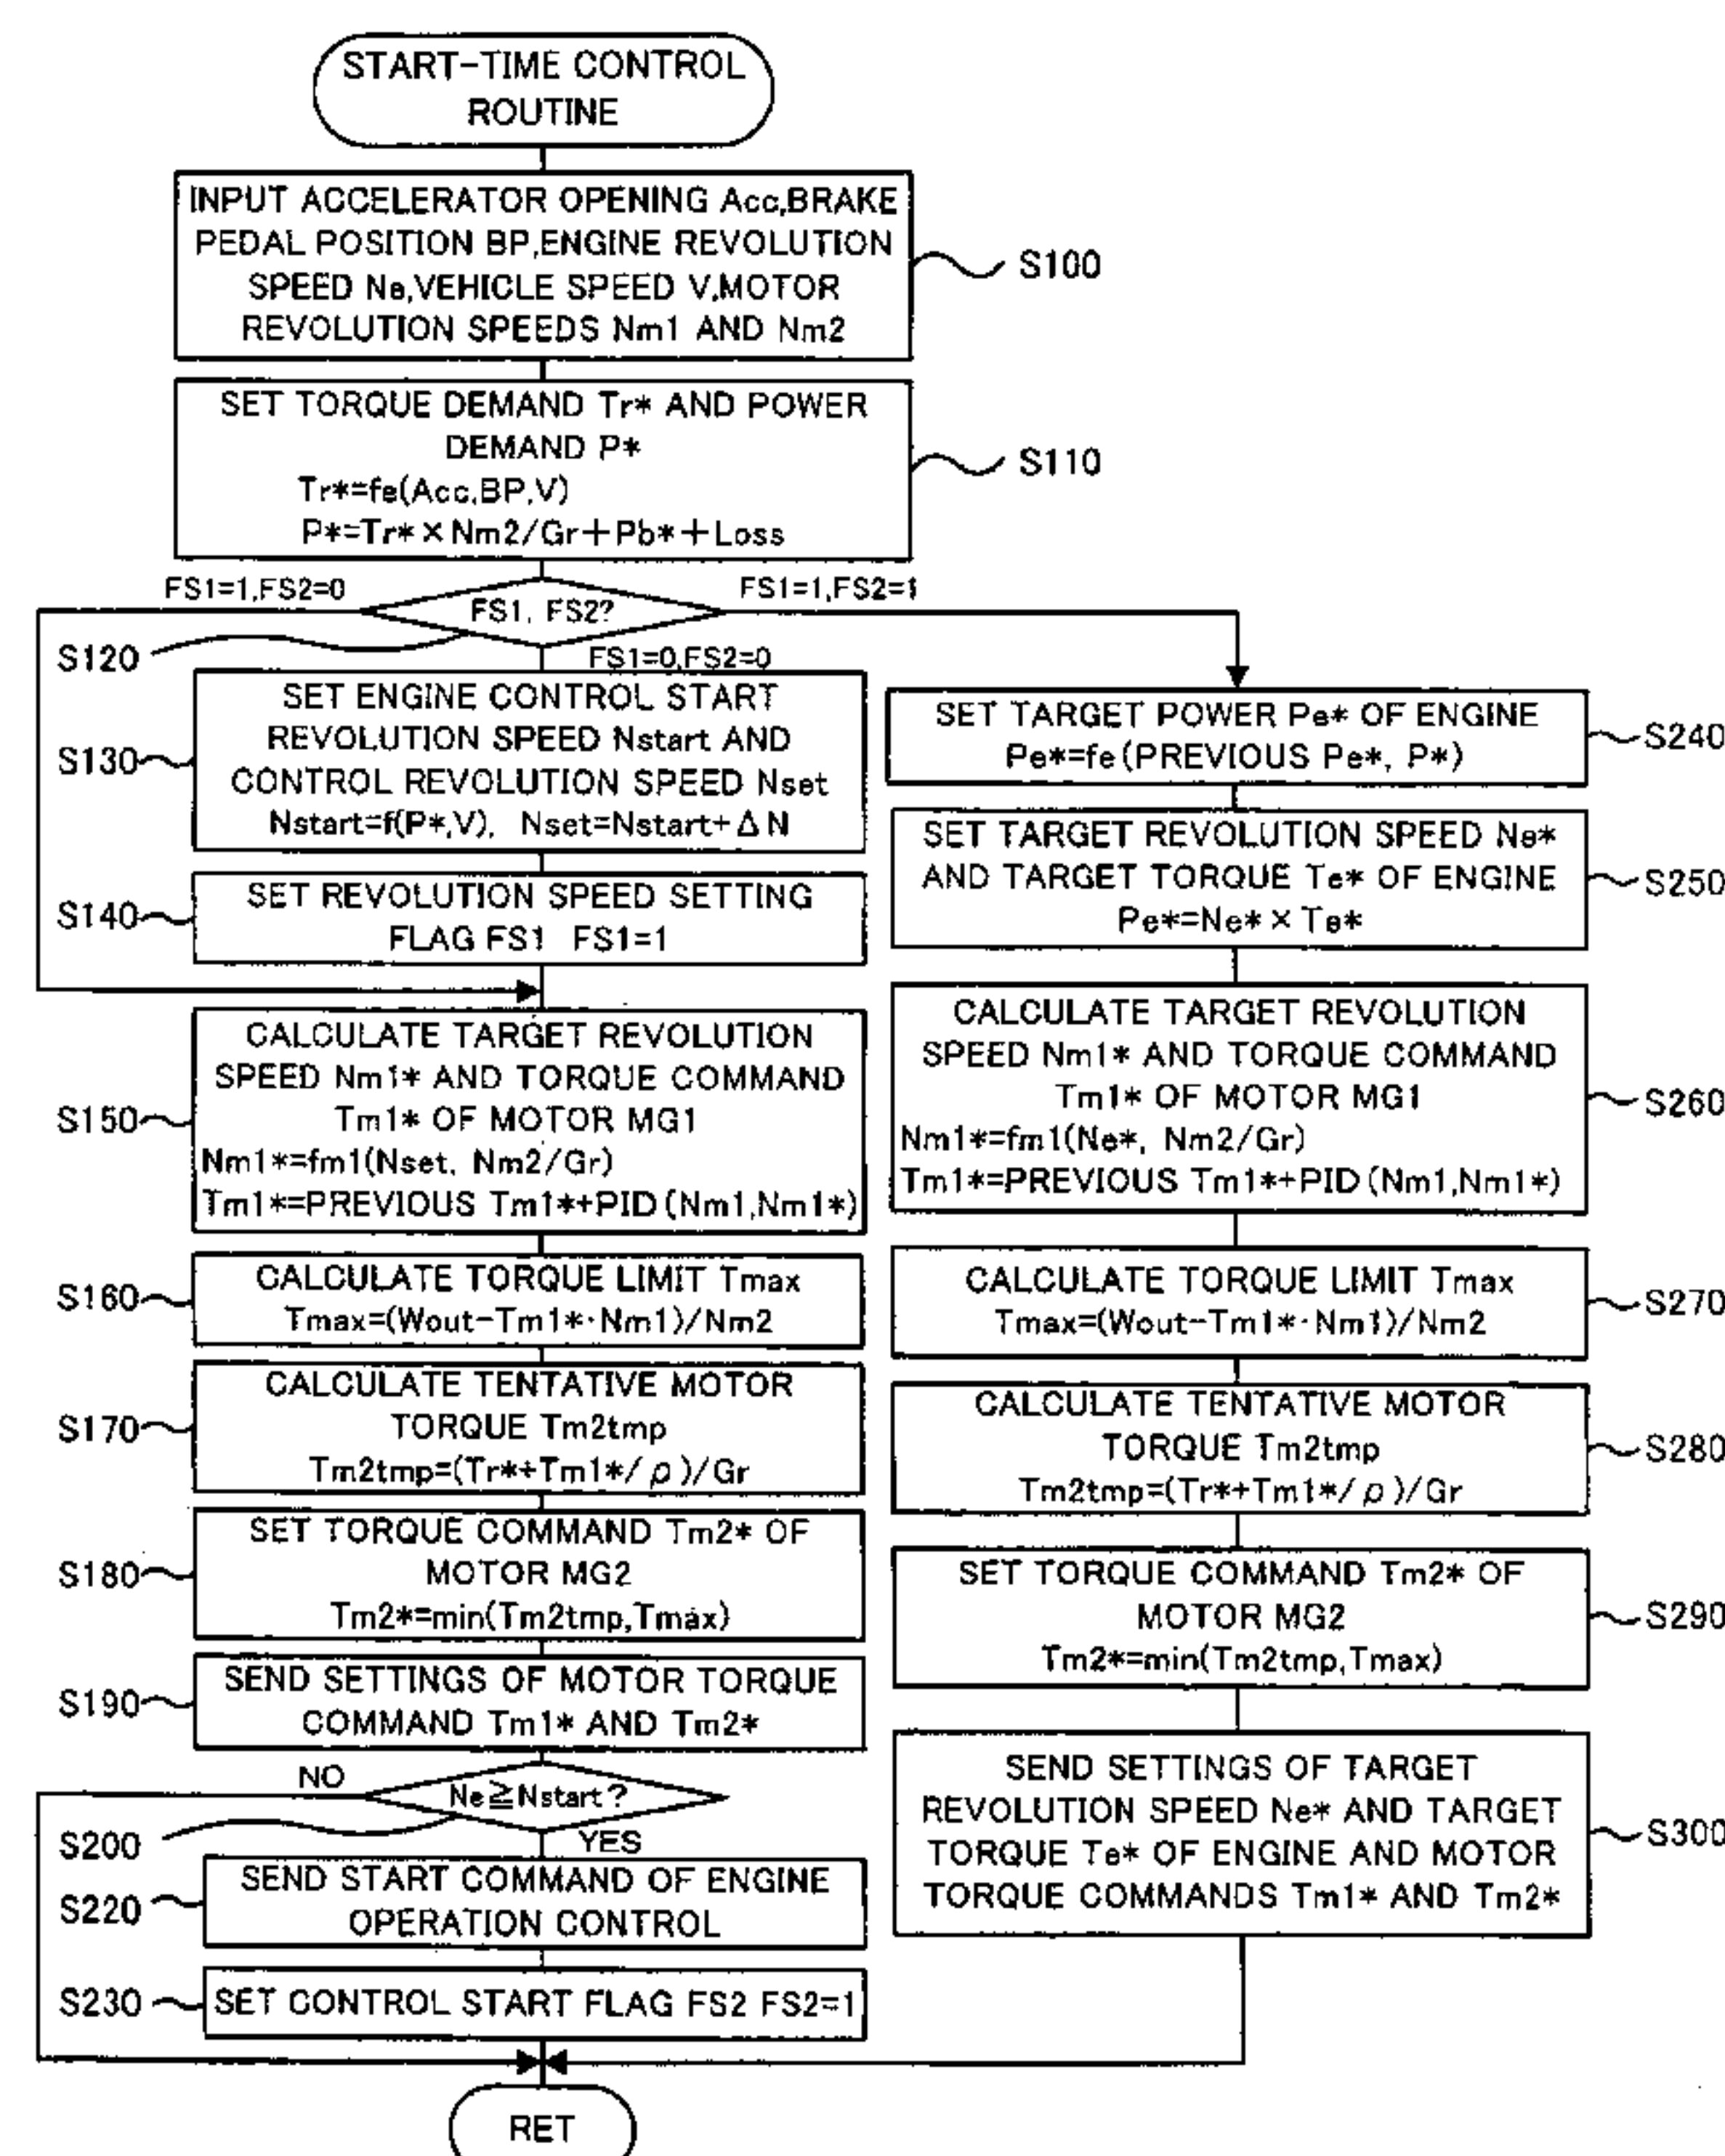 START-TIME CONTROL
ROUTINE
INPUT ACCELERATOR OPENING Acc,BRAKE
PEDAL POSITION BP,ENGINE REVOLUTION
SPEED Ne,VEHICLE SPEED V,MOTOR
REVOLUTION SPEEDS Nm1 AND Nm2
S100
SET TORQUE DEMAND Tr* AND POWER
DEMAND P*
Tr*=fe(Acc,BP,V)
P*=Tr*×Nm2/Gr+Pb*+Loss
S110
FS1=1,FS2=0
FS1, FS2?
FS1=1,FS2=1
S120
FS1=0,FS2=0
SET ENGINE CONTROL START
REVOLUTION SPEED Nstart AND
CONTROL REVOLUTION SPEED Nset
Nstart=f(P*,V), Nset=Nstart+ΔN
S130
SET REVOLUTION SPEED SETTING
FLAG FS1 FS1=1
S140
CALCULATE TARGET REVOLUTION
SPEED Nm1* AND TORQUE COMMAND
Tm1* OF MOTOR MG1
Nm1*=fm1(Nset, Nm2/Gr)
Tm1*=PREVIOUS Tm1*+PID(Nm1,Nm1*)
S150
CALCULATE TORQUE LIMIT Tmax
Tmax=(Wout-Tm1*·Nm1)/Nm2
S160
CALCULATE TENTATIVE MOTOR
TORQUE Tm2tmp
Tm2tmp=(Tr*+Tm1*/ρ)/Gr
S170
SET TORQUE COMMAND Tm2* OF
MOTOR MG2
Tm2*=min(Tm2tmp,Tmax)
S180
SEND SETTINGS OF MOTOR TORQUE
COMMAND Tm1* AND Tm2*
S190
NO
Ne≧Nstart?
S200
YES
SEND START COMMAND OF ENGINE
OPERATION CONTROL
S220
SET CONTROL START FLAG FS2 FS2=1
S230
SET TARGET POWER Pe* OF ENGINE
Pe*=fe(PREVIOUS Pe*, P*)
S240
SET TARGET REVOLUTION SPEED Ne*
AND TARGET TORQUE Te* OF ENGINE
Pe*=Ne*×Te*
S250
CALCULATE TARGET REVOLUTION
SPEED Nm1* AND TORQUE COMMAND
Tm1* OF MOTOR MG1
Nm1*=fm1(Ne*, Nm2/Gr)
Tm1*=PREVIOUS Tm1*+PID(Nm1,Nm1*)
S260
CALCULATE TORQUE LIMIT Tmax
Tmax=(Wout-Tm1*·Nm1)/Nm2
S270
CALCULATE TENTATIVE MOTOR
TORQUE Tm2tmp
Tm2tmp=(Tr*+Tm1*/ρ)/Gr
S280
SET TORQUE COMMAND Tm2* OF
MOTOR MG2
Tm2*=min(Tm2tmp,Tmax)
S290
SEND SETTINGS OF TARGET
REVOLUTION SPEED Ne* AND TARGET
TORQUE Te* OF ENGINE AND MOTOR
TORQUE COMMANDS Tm1* AND Tm2*
S300
RET